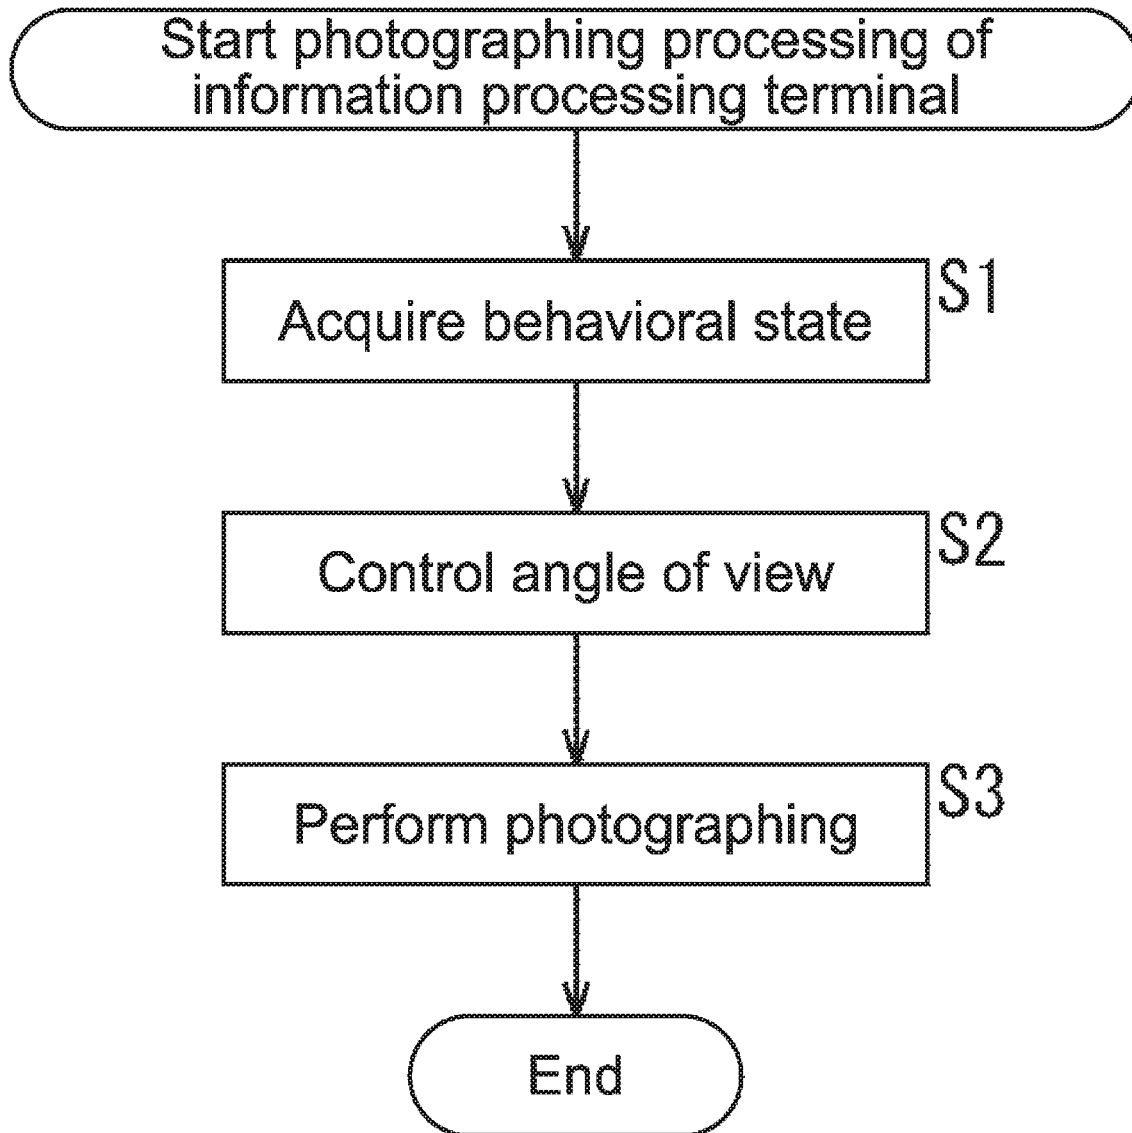 Start photographing processing of
information processing terminal
S1
Acquire behavioral state
S2
Control angle of view
S3
Perform photographing
End